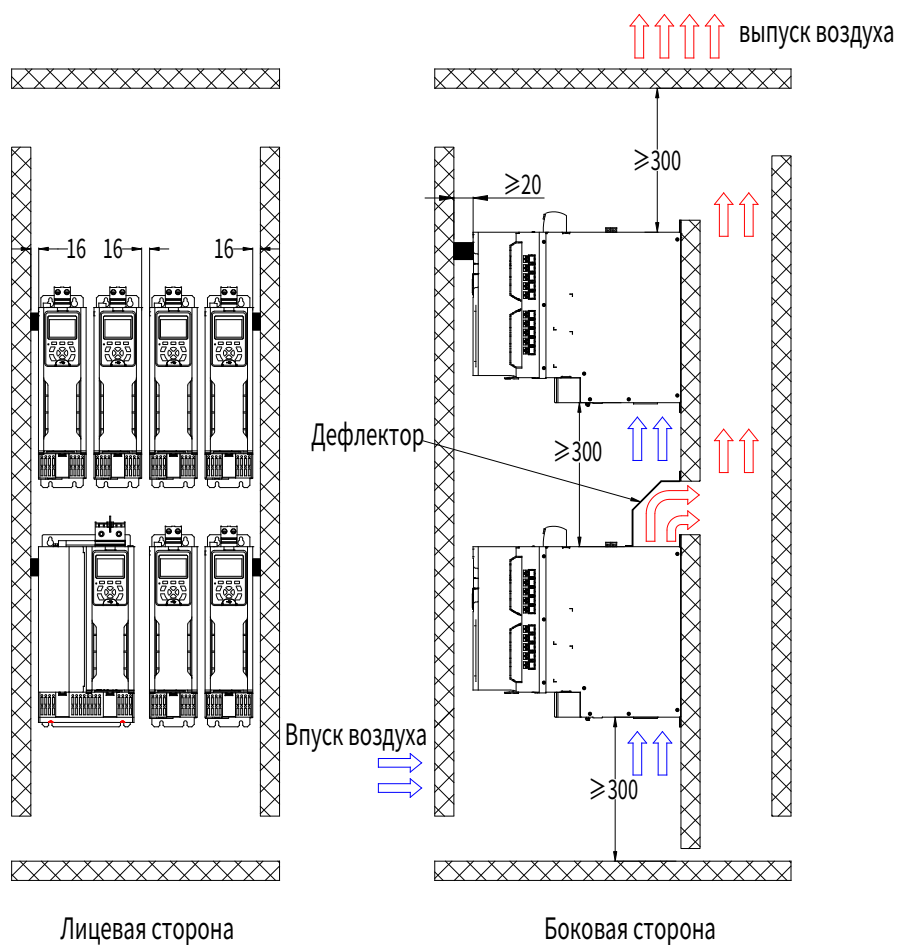 выпуск воздуха
≥300
≥20
16 16 16
Дефлектор
≥300
Впуск воздуха
≥300
Лицевая сторона
Боковая сторона